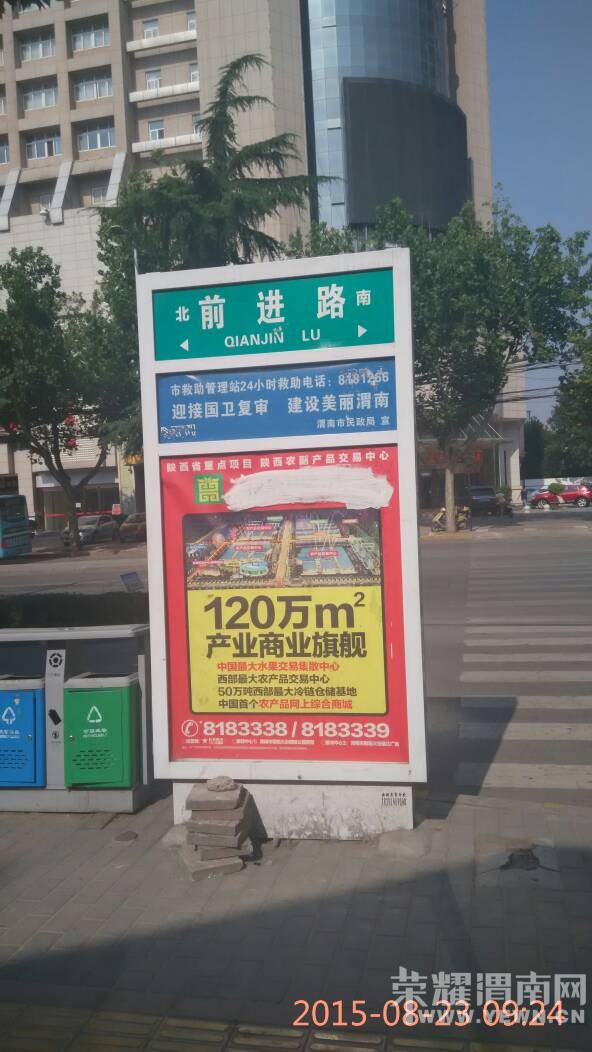 北 前进路 南
QIANJIN LU
市救助管理站24小时救助电话：8181256
迎接国卫复审 建设美丽渭南
渭南市民政局 宣
陕西省重点项目 陕西农副产品交易中心
120万m²
产业商业旗舰
中国最大水果交易集散中心
西部最大农产品交易中心
50万吨西部最大冷链仓储基地
中国首个农产品网上综合商城
8183338 / 8183339
荣耀渭南网
2015-08-23 09:24